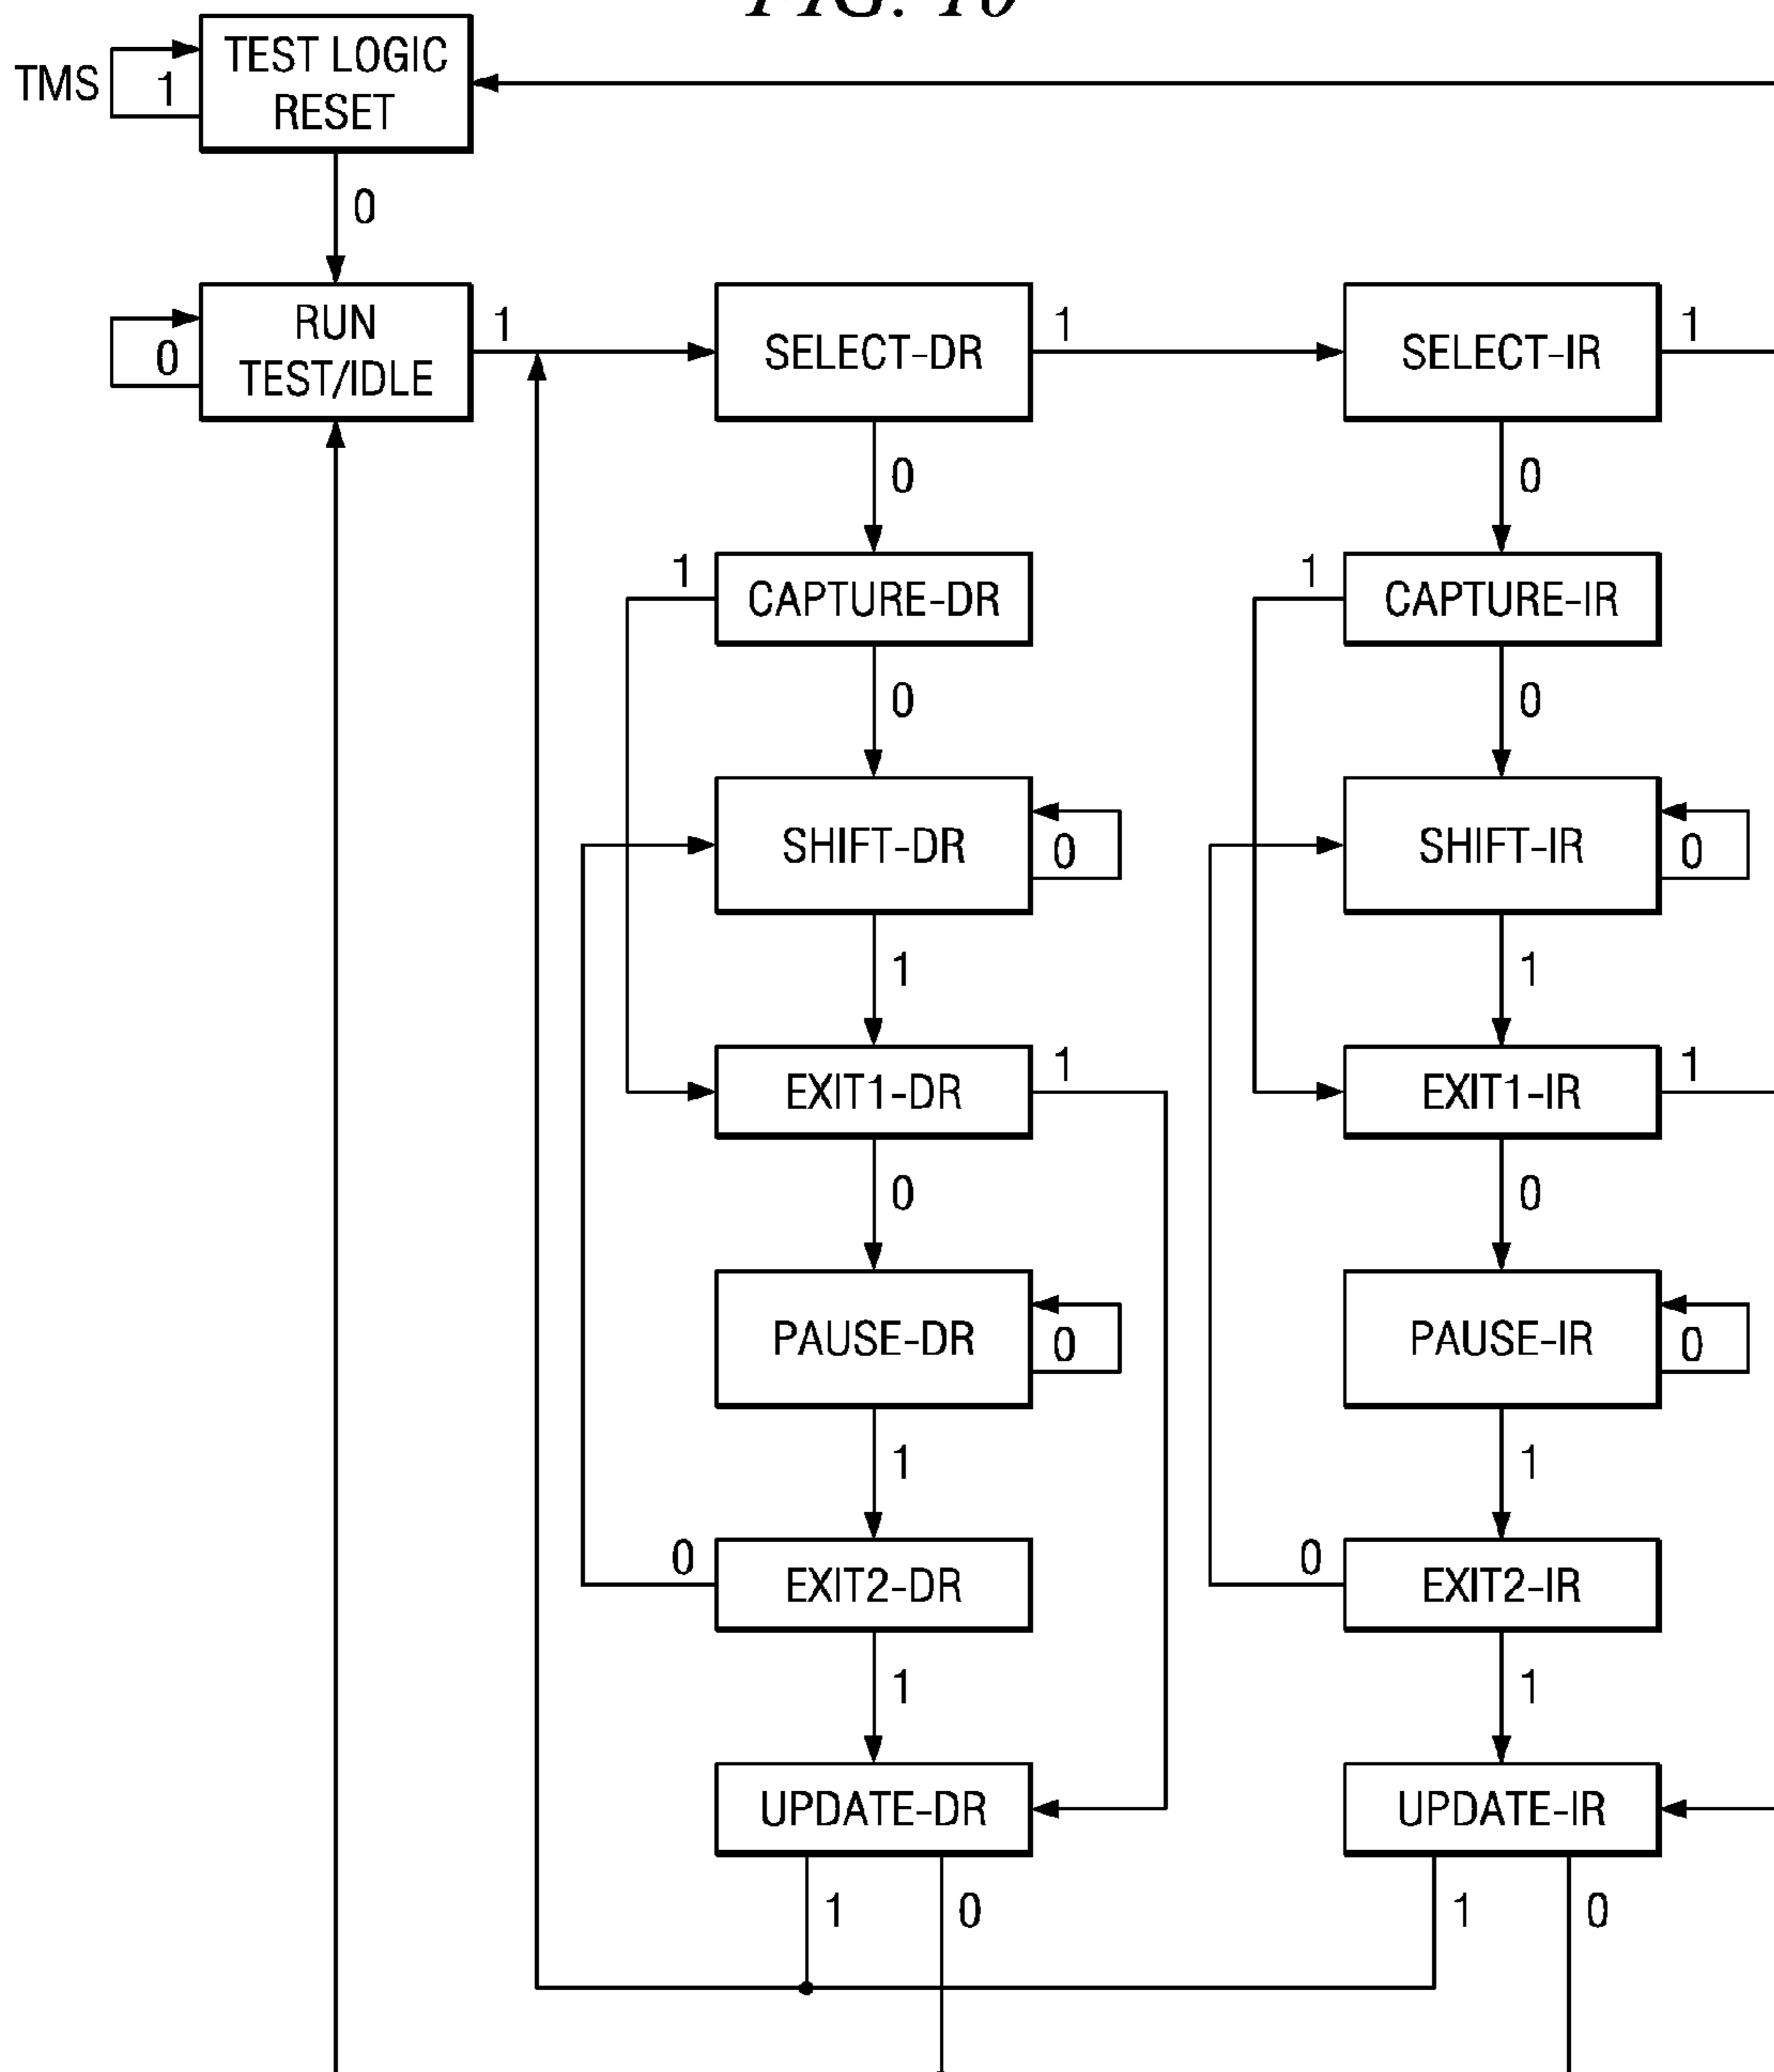 FIG. 10
TEST LOGIC
RESET
TMS
1
0
RUN
TEST/IDLE
0
1
SELECT-DR
1
SELECT-IR
1
0
0
1
CAPTURE-DR
1
CAPTURE-IR
0
0
SHIFT-DR
0
SHIFT-IR
0
1
1
EXIT1-DR
1
EXIT1-IR
1
0
0
PAUSE-DR
0
PAUSE-IR
0
1
1
0
EXIT2-DR
0
EXIT2-IR
1
1
UPDATE-DR
UPDATE-IR
1
0
1
0